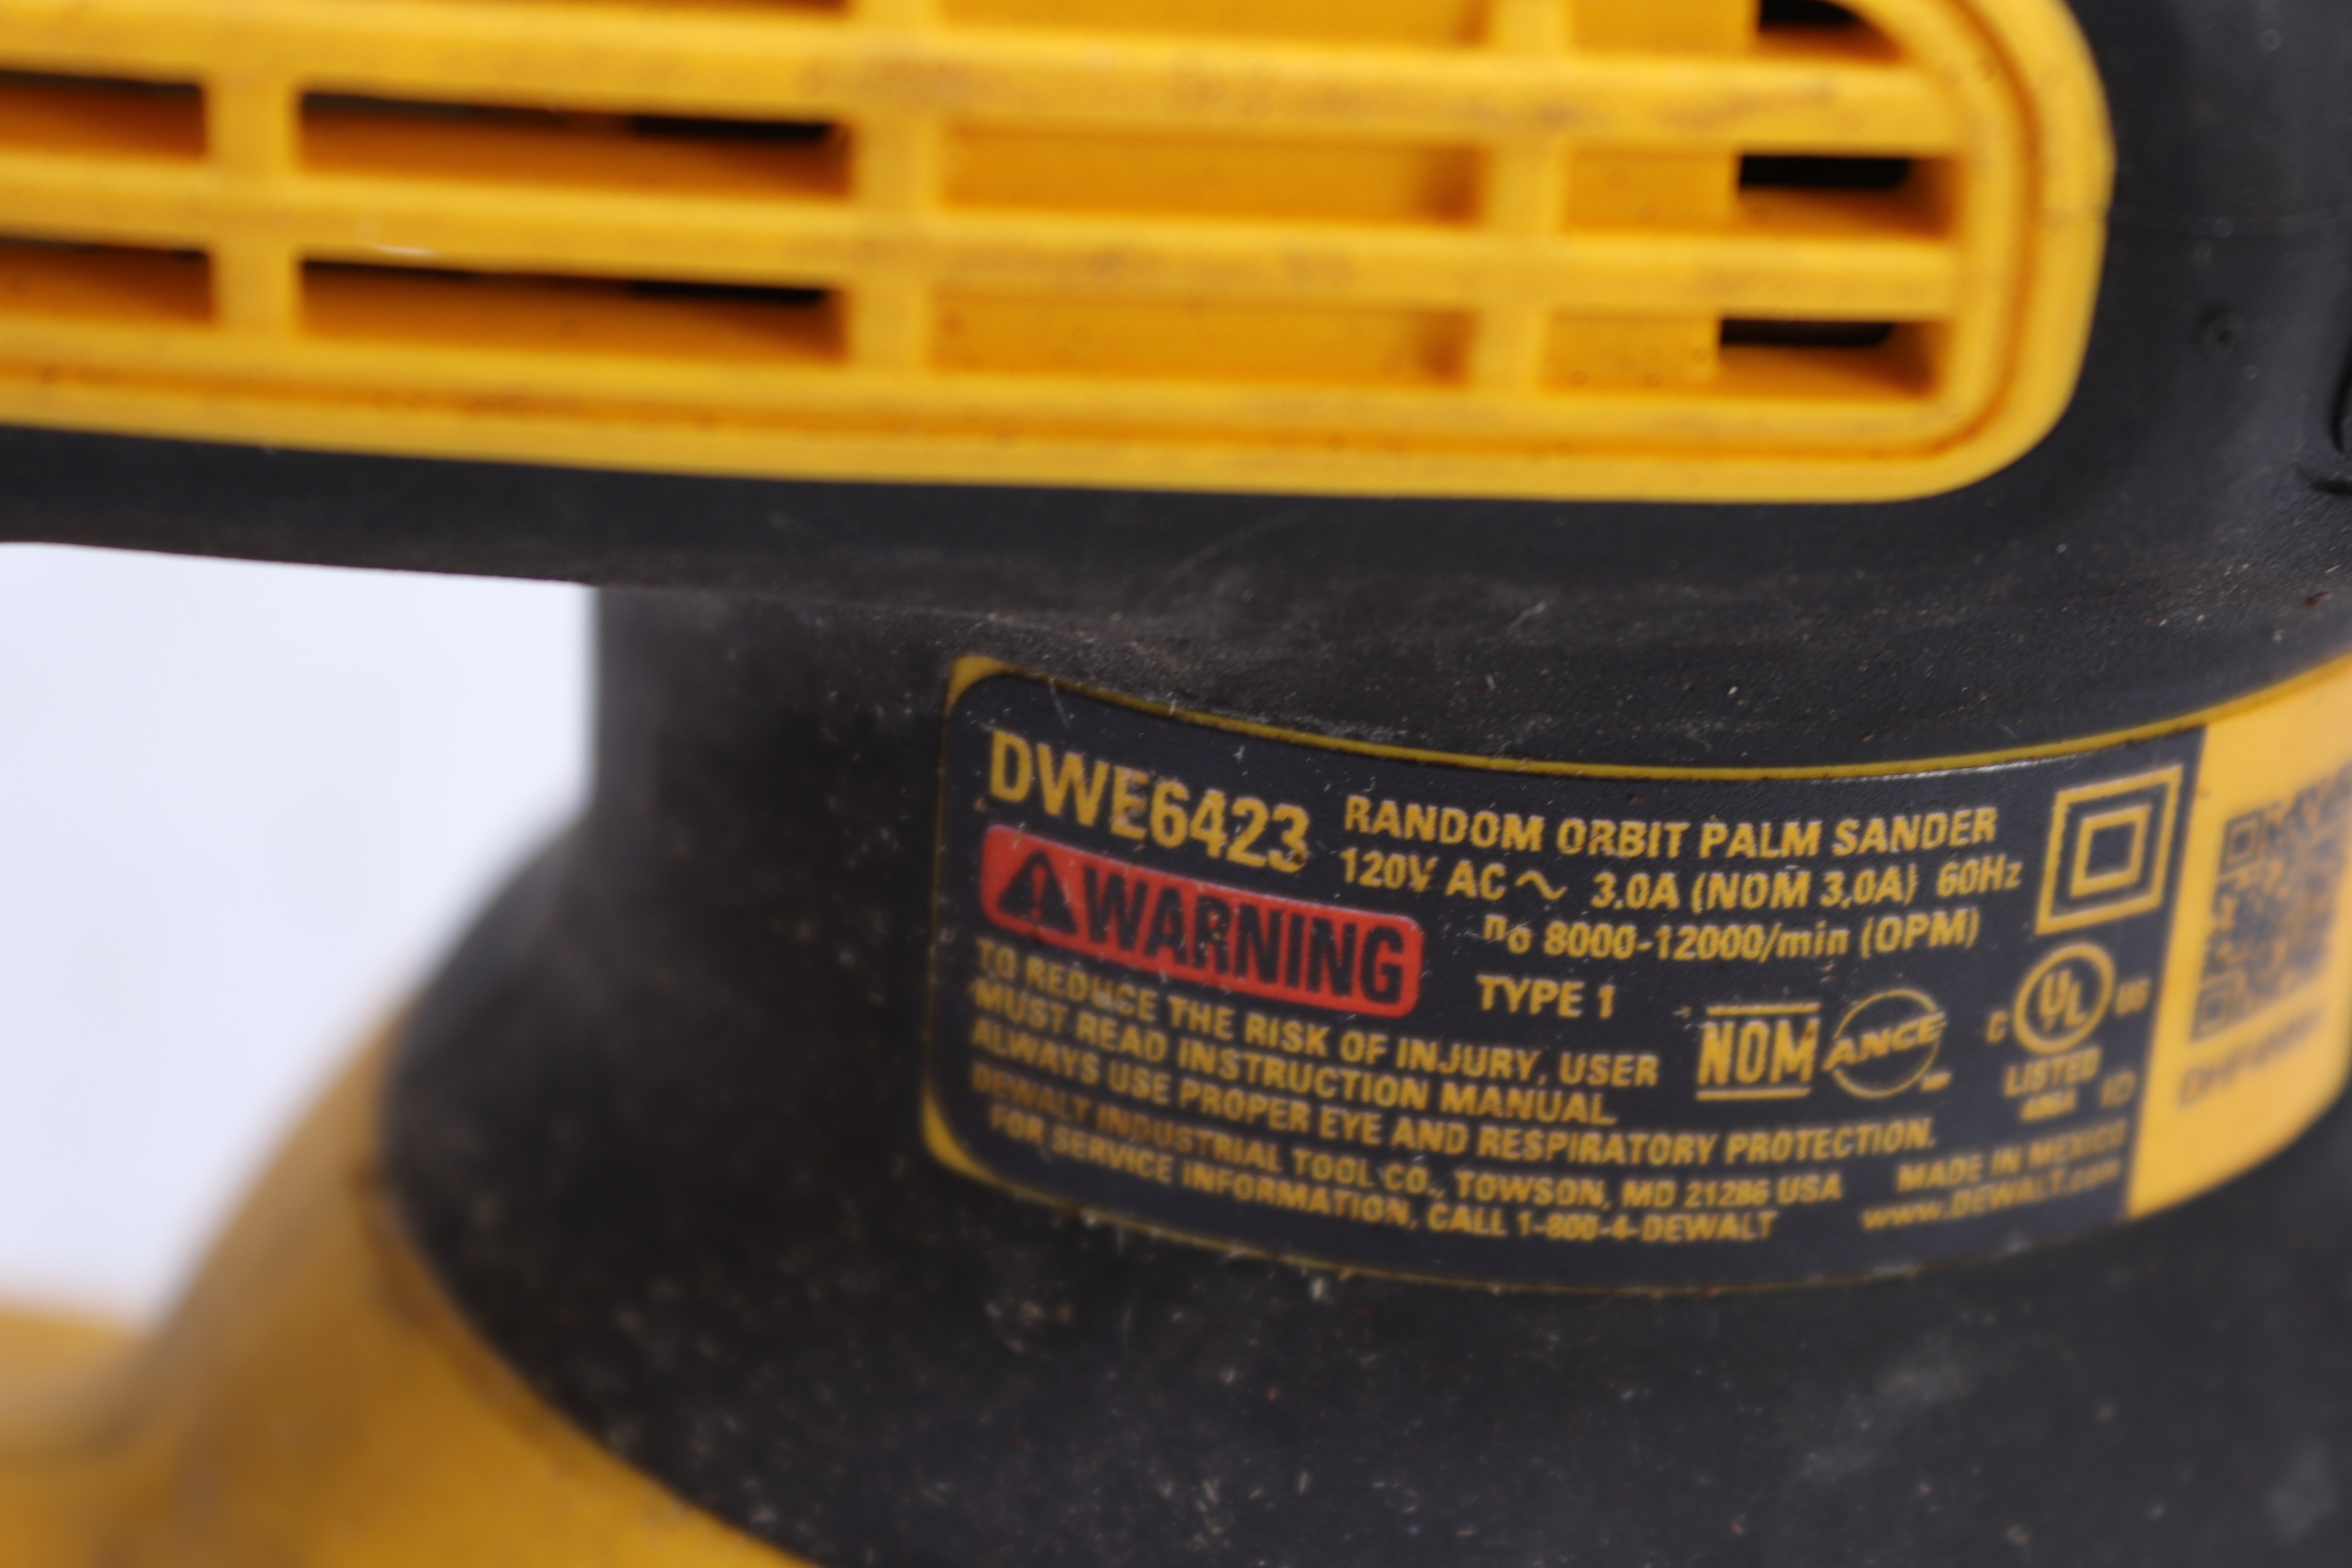 DWE6423
RANDOM ORBIT PALM SANDER
120V AC ∿ 3.0A (NOM 3.0A) 60Hz
n₀ 8000-12000/min (OPM)
TYPE 1
WARNING
TO REDUCE THE RISK OF INJURY, USER
MUST READ INSTRUCTION MANUAL.
ALWAYS USE PROPER EYE AND RESPIRATORY PROTECTION.
DEWALT INDUSTRIAL TOOL CO., TOWSON, MD 21286 USA
FOR SERVICE INFORMATION, CALL 1-800-4-DEWALT
NOM ANCE
C UL US
LISTED
MADE IN MEXICO
www.DEWALT.com